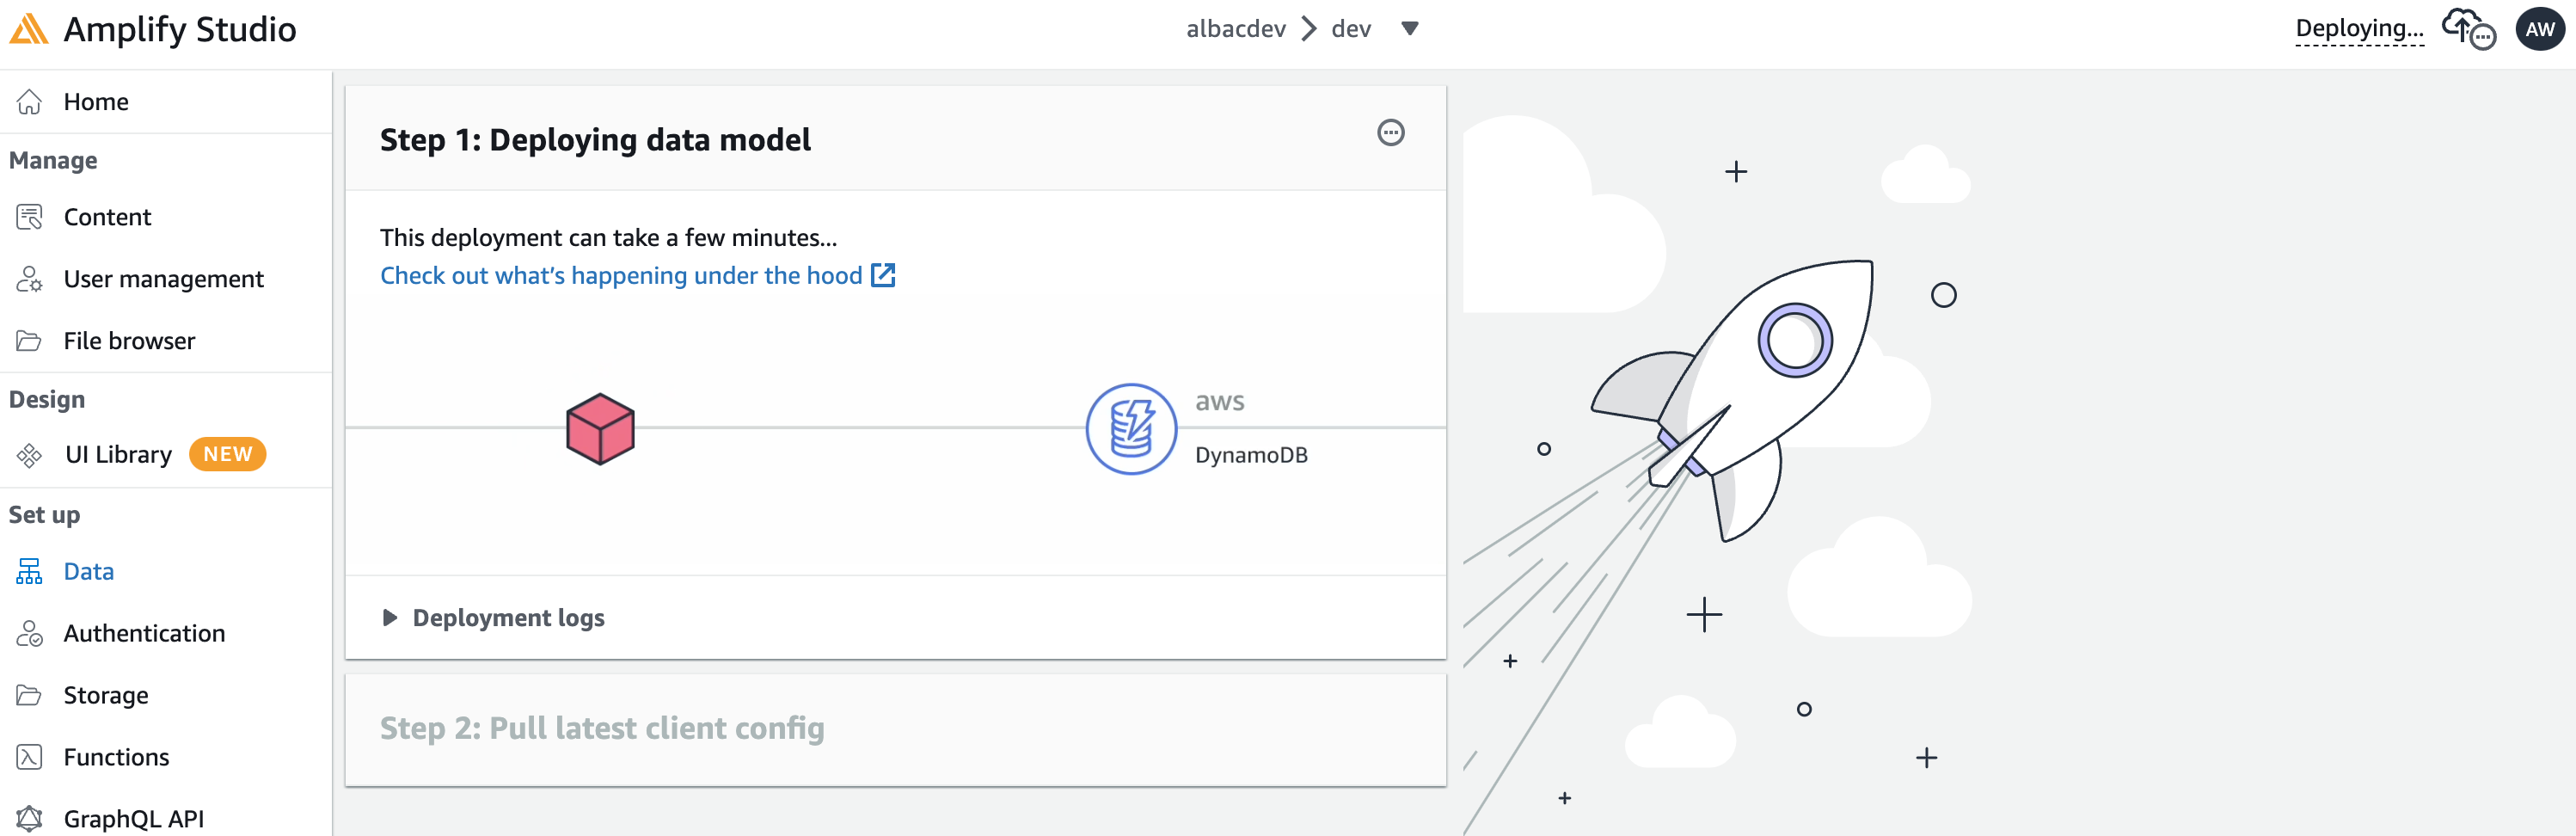 Amplify Studio
albacdev
dev
Deploying...
AW
Home
Manage
Content
User management
File browser
Design
UI Library
NEW
Set up
Data
Authentication
Storage
Functions
GraphQL API
Step 1: Deploying data model
This deployment can take a few minutes...
Check out what's happening under the hood
aws
DynamoDB
Deployment logs
Step 2: Pull latest client config